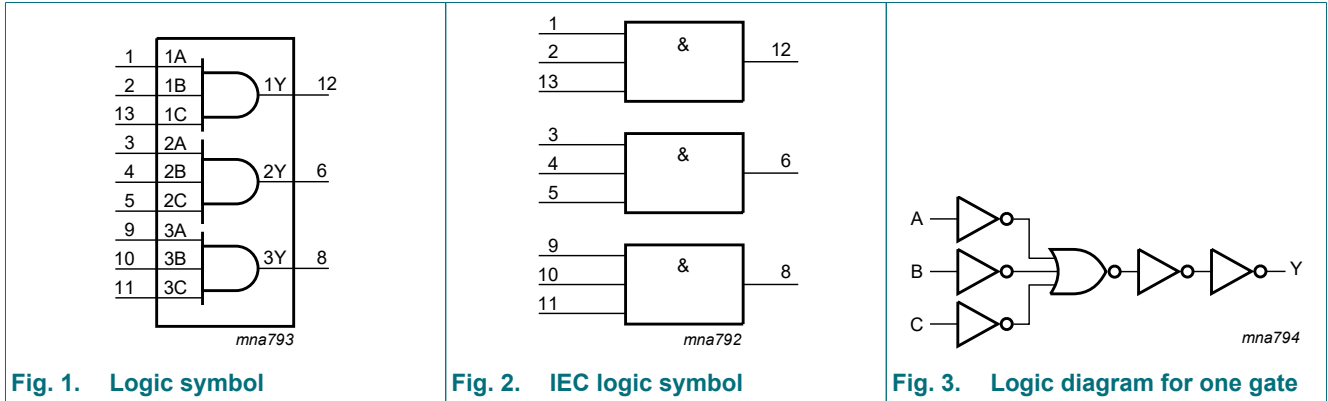 1 1A
2 1B 1Y 12
13 1C
3 2A
4 2B 2Y 6
5 2C
9 3A
10 3B 3Y 8
11 3C
mna793
Fig. 1. Logic symbol
1
2 & 12
13
3
4 & 6
5
9
10 & 8
11
mna792
Fig. 2. IEC logic symbol
A
B Y
C
mna794
Fig. 3. Logic diagram for one gate